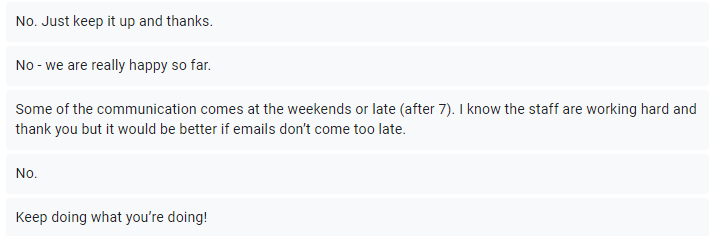 No. Just keep it up and thanks.
No - we are really happy so far.
Some of the communication comes at the weekends or late (after 7). I know the staff are working hard and
thank you but it would be better if emails don’t come too late.
No.
Keep doing what you’re doing!